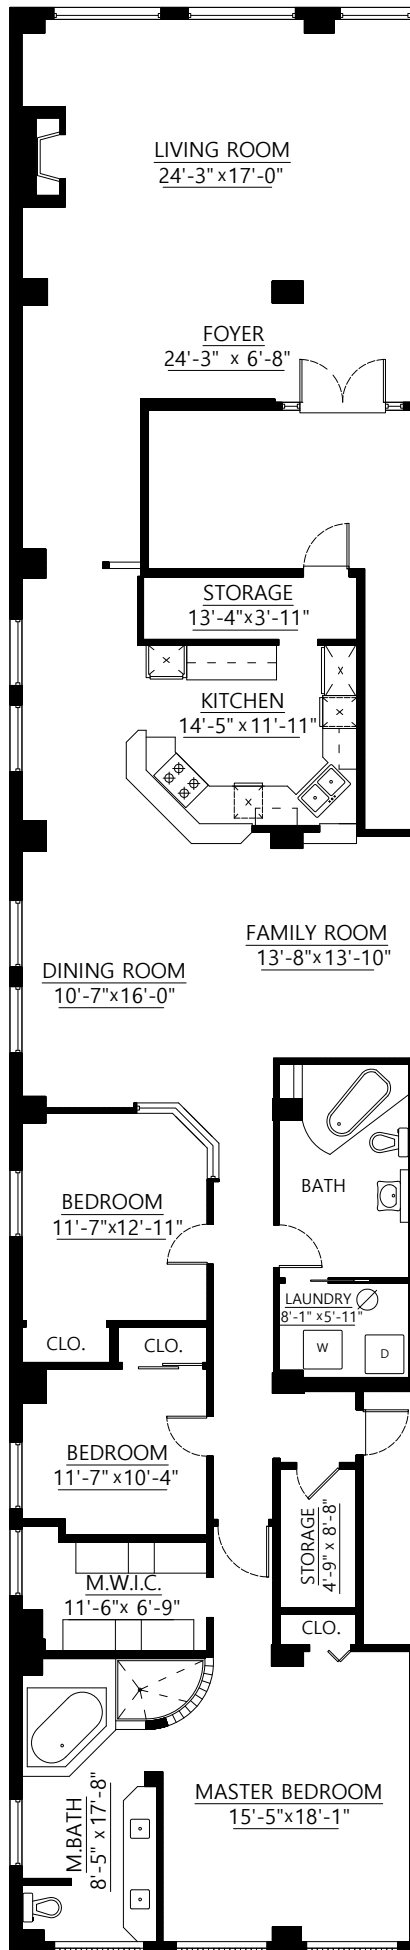 LIVING ROOM
24'-3" x 17'-0"
FOYER
24'-3" x 6'-8"
STORAGE
13'-4"x3'-11"
KITCHEN
14'-5" x 11'-11"
FAMILY ROOM
13'-8"x13'-10"
DINING ROOM
10'-7"x16'-0"
BATH
BEDROOM
11'-7"x12'-11"
LAUNDRY
8'-1" x5'-11"
W
D
CLO.
CLO.
BEDROOM
11'-7" x10'-4"
STORAGE
4'-9" x 8'-8"
M.W.I.C.
11'-6"x 6'-9"
CLO.
MASTER BEDROOM
15'-5"x18'-1"
M.BATH
8'-5" x17'-8"